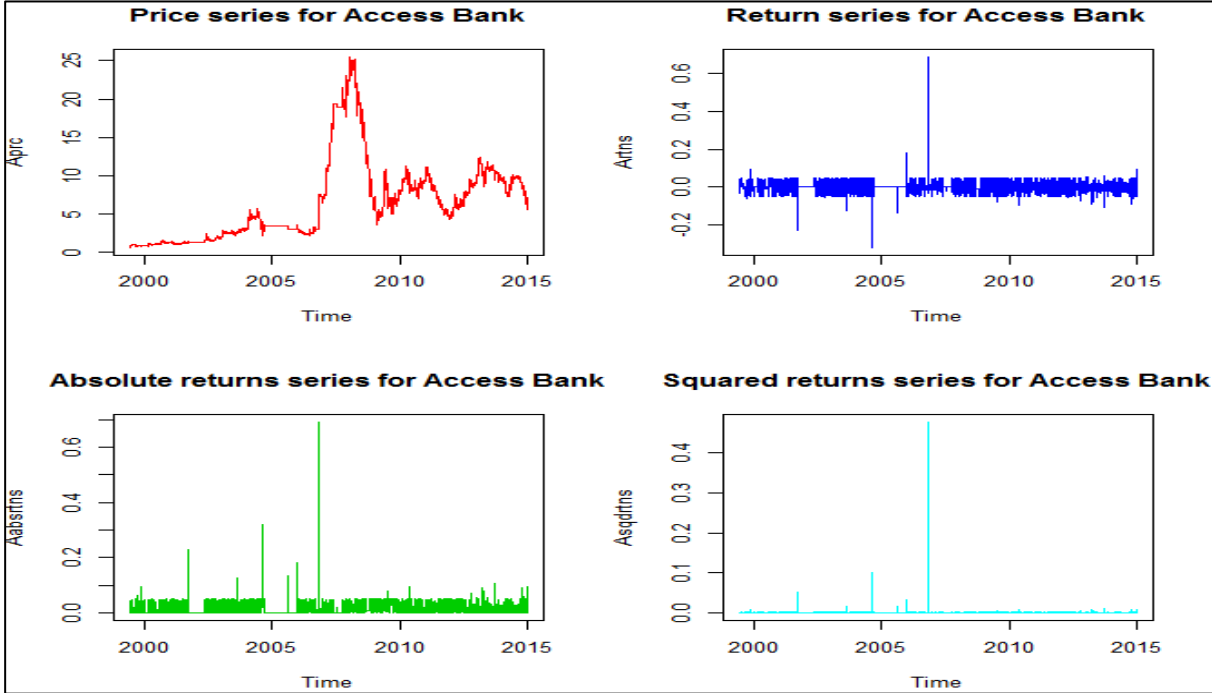 Price series for Access Bank
Aprc
0 5 10 15 20 25
2000 2005 2010 2015
Time
Return series for Access Bank
Artns
-0.2 0.0 0.2 0.4 0.6
2000 2005 2010 2015
Time
Absolute returns series for Access Bank
Aabsrtns
0.0 0.2 0.4 0.6
2000 2005 2010 2015
Time
Squared returns series for Access Bank
Asqdrtns
0.0 0.1 0.2 0.3 0.4
2000 2005 2010 2015
Time